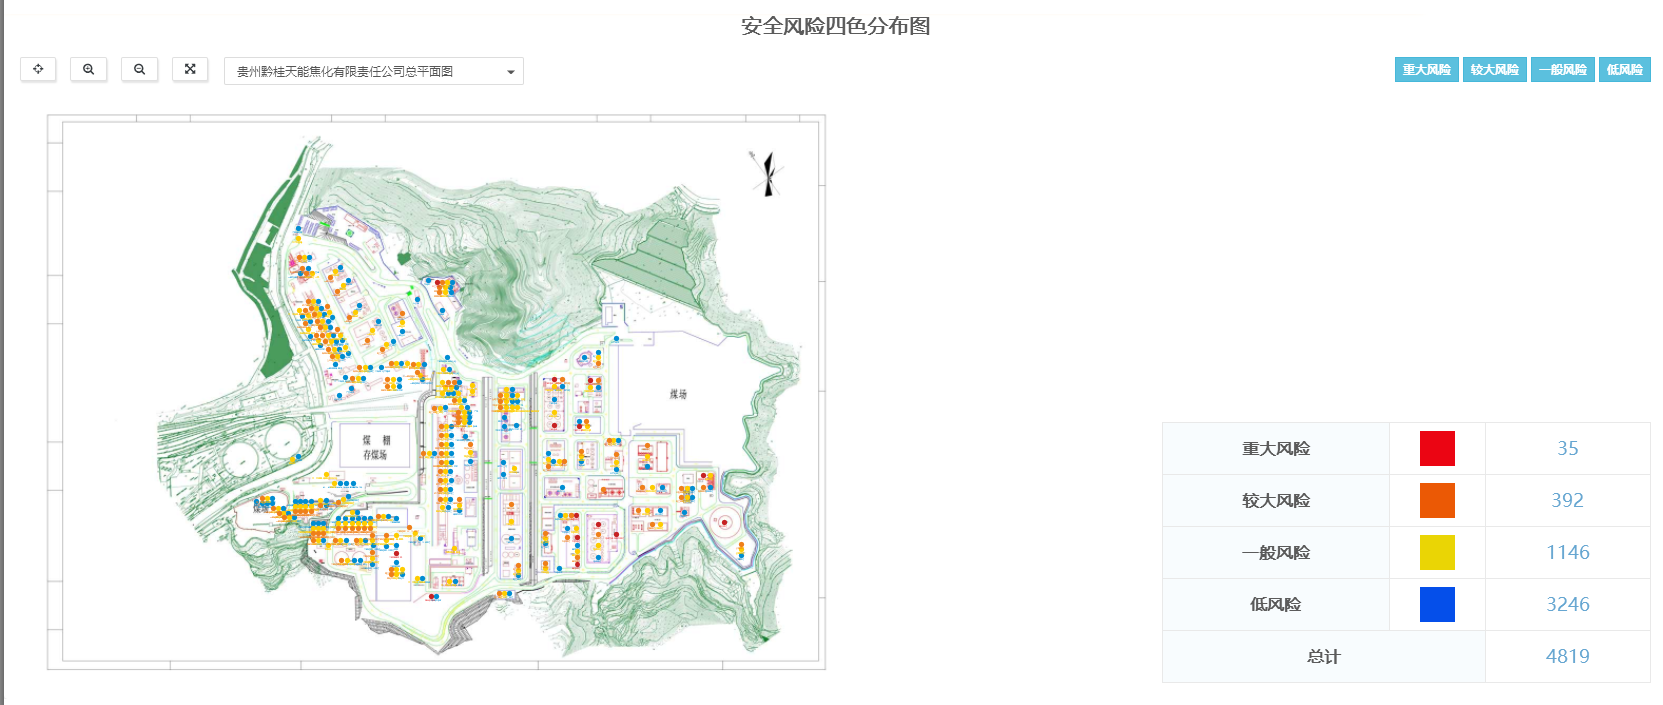 安全风险四色分布图
贵州黔桂天能焦化有限责任公司总平面图
重大风险 较大风险 一般风险 低风险
煤场
煤 棚
存煤场
重大风险 35
较大风险 392
一般风险 1146
低风险 3246
总计 4819